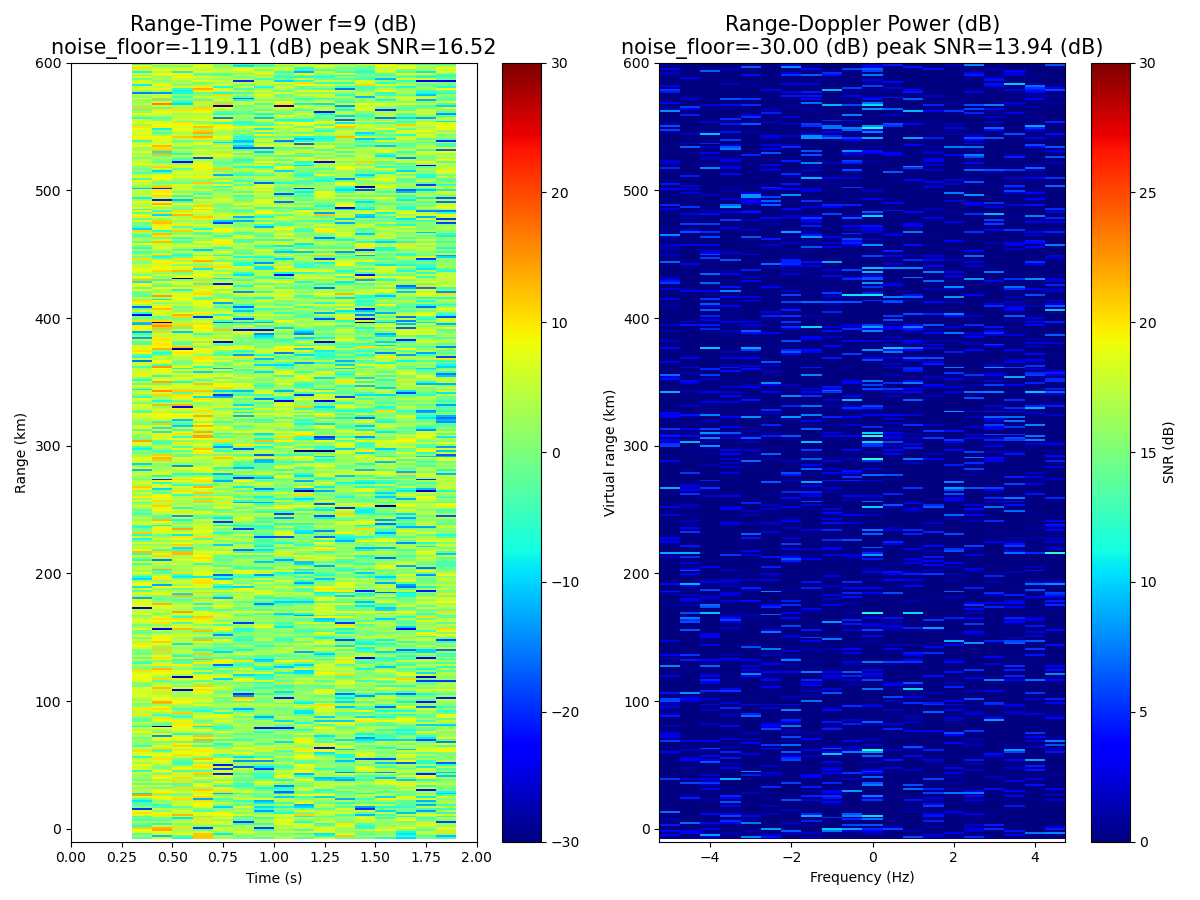 Range-Time Power f=9 (dB)
noise_floor=-119.11 (dB) peak SNR=16.52
Range (km)
600
500
400
300
200
100
0
0.00 0.25 0.50 0.75 1.00 1.25 1.50 1.75 2.00
Time (s)
30
20
10
0
−10
−20
−30
Range-Doppler Power (dB)
noise_floor=-30.00 (dB) peak SNR=13.94 (dB)
Virtual range (km)
600
500
400
300
200
100
0
−4 −2 0 2 4
Frequency (Hz)
30
25
20
15
10
5
0
SNR (dB)